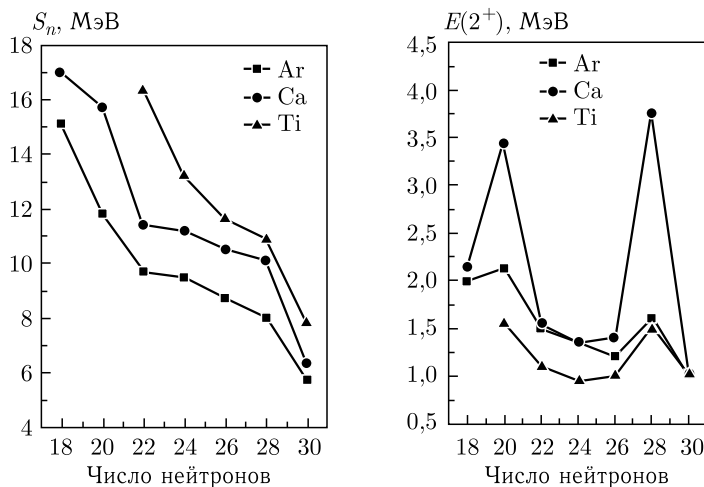 Sₙ, МэВ
18
16
14
12
10
8
6
4
18 20 22 24 26 28 30
Число нейтронов
Ar
Ca
Ti
E(2⁺), МэВ
4,5
4,0
3,5
3,0
2,5
2,0
1,5
1,0
0,5
18 20 22 24 26 28 30
Число нейтронов
Ar
Ca
Ti